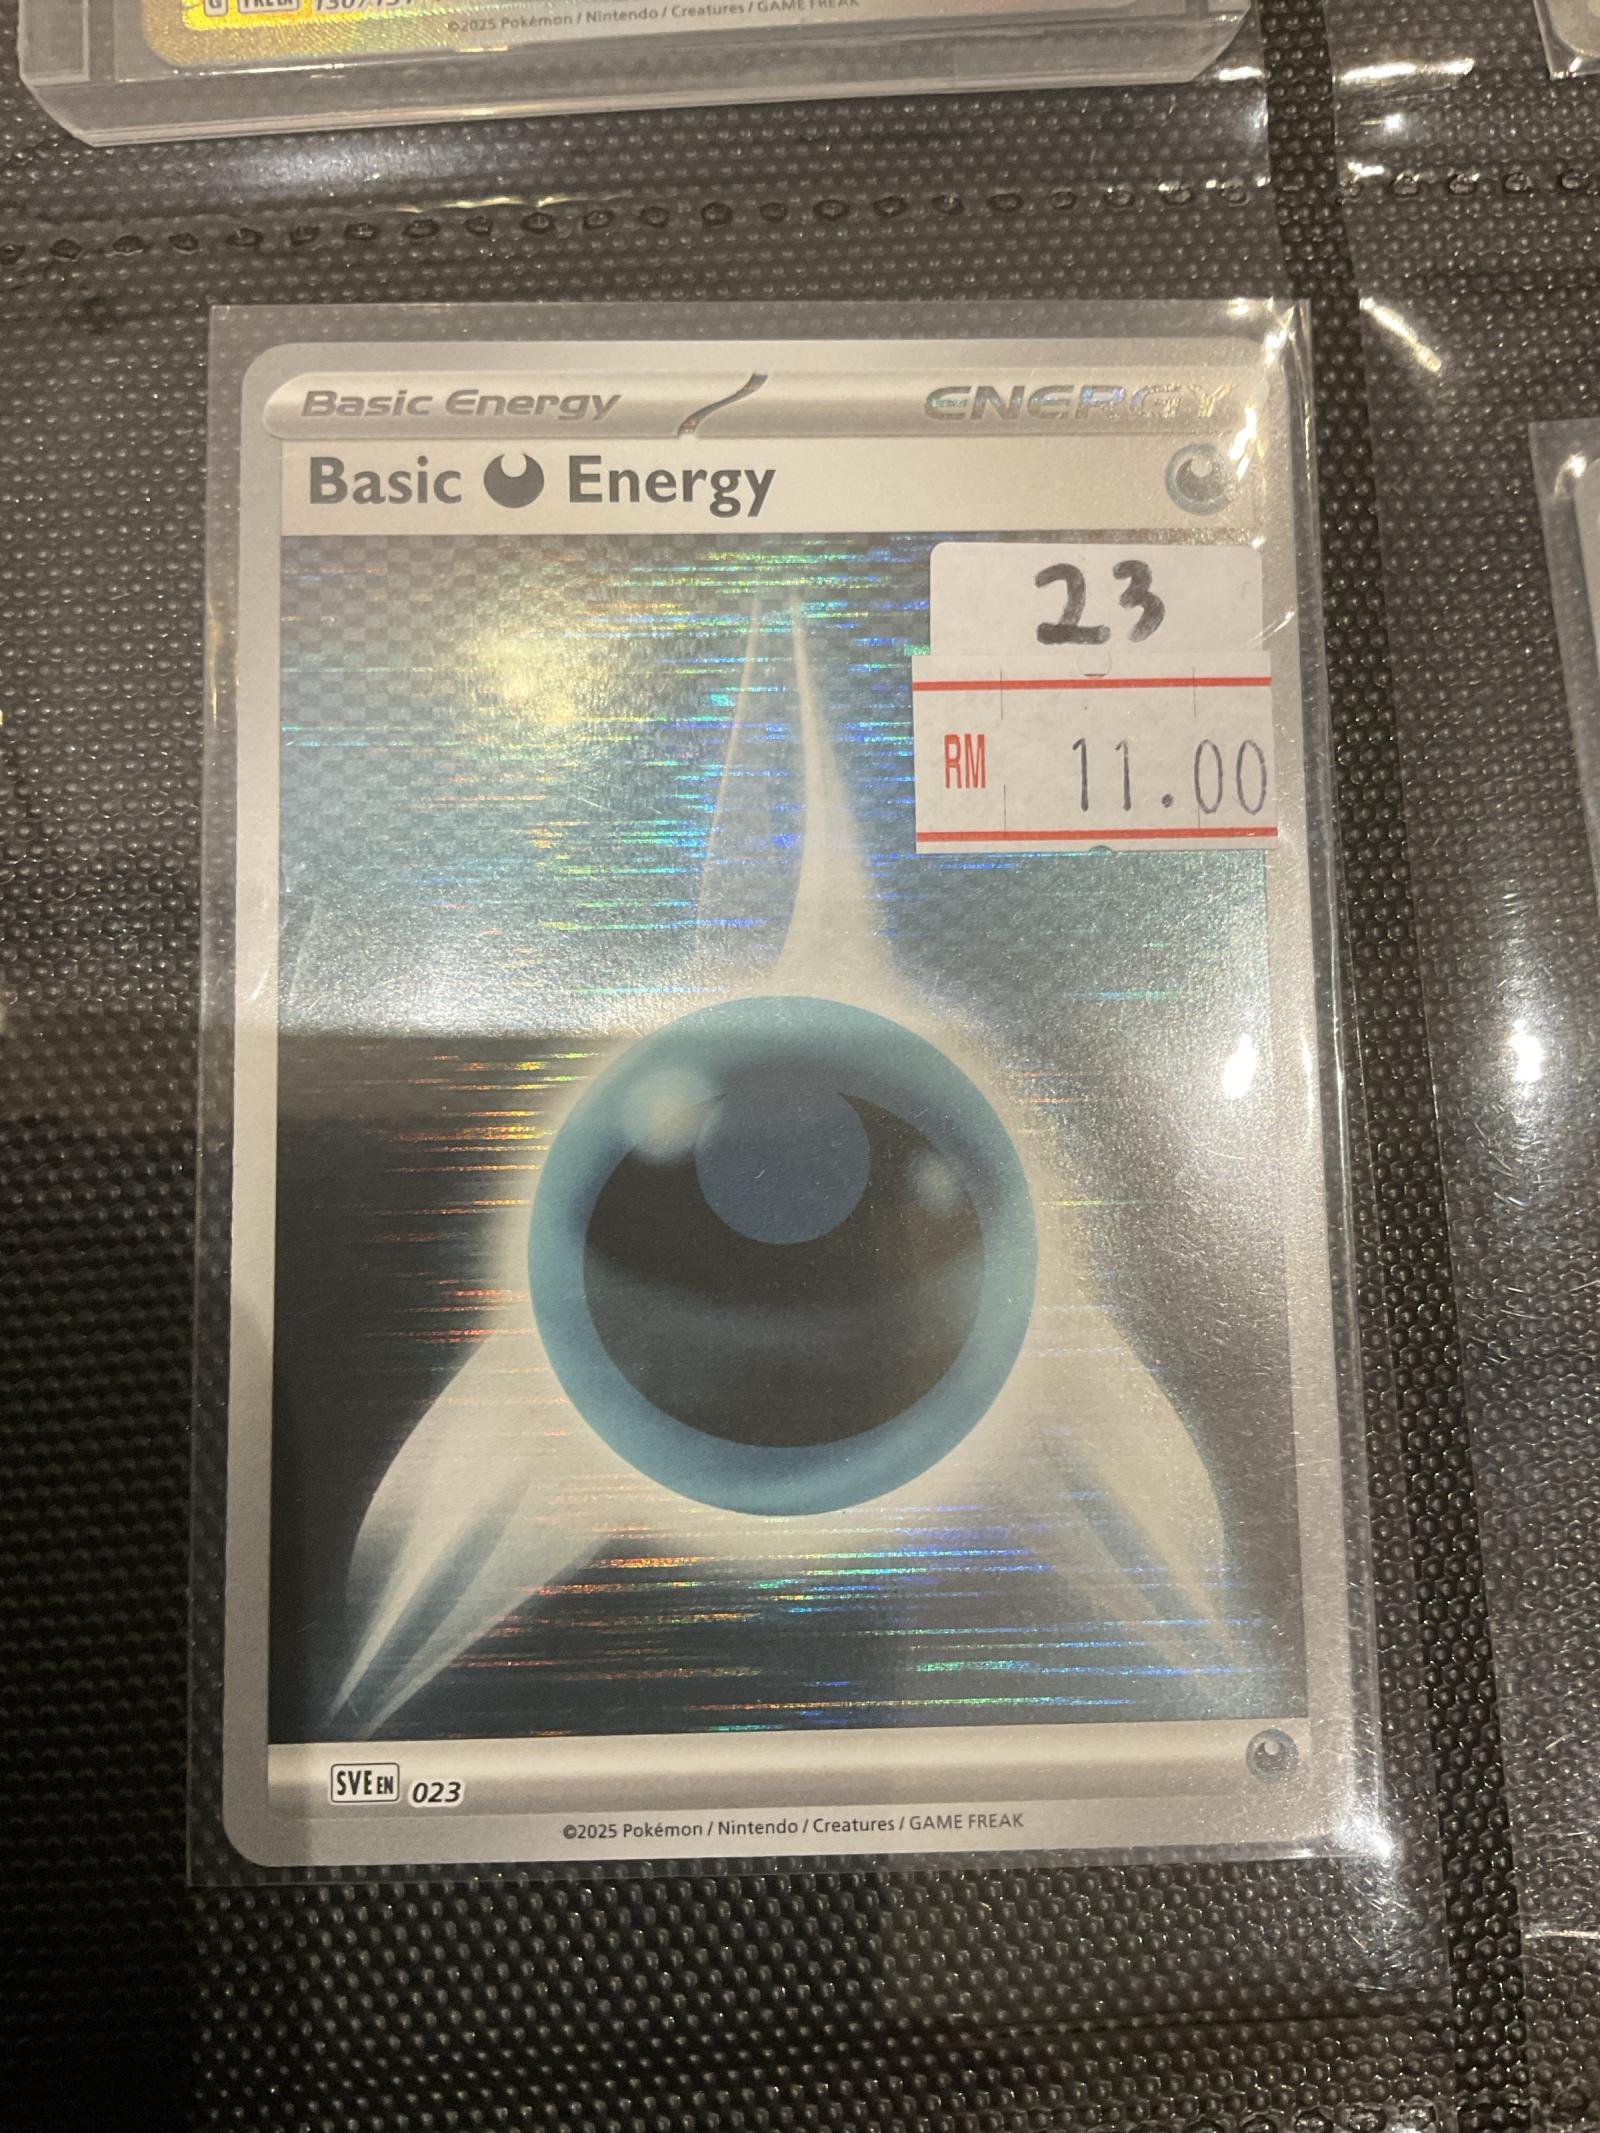 ©2025 Pokémon / Nintendo / Creatures / GAME FREAK
Basic Energy ENERGY
Basic Energy
23
RM 11.00
SVE EN 023
©2025 Pokémon / Nintendo / Creatures / GAME FREAK